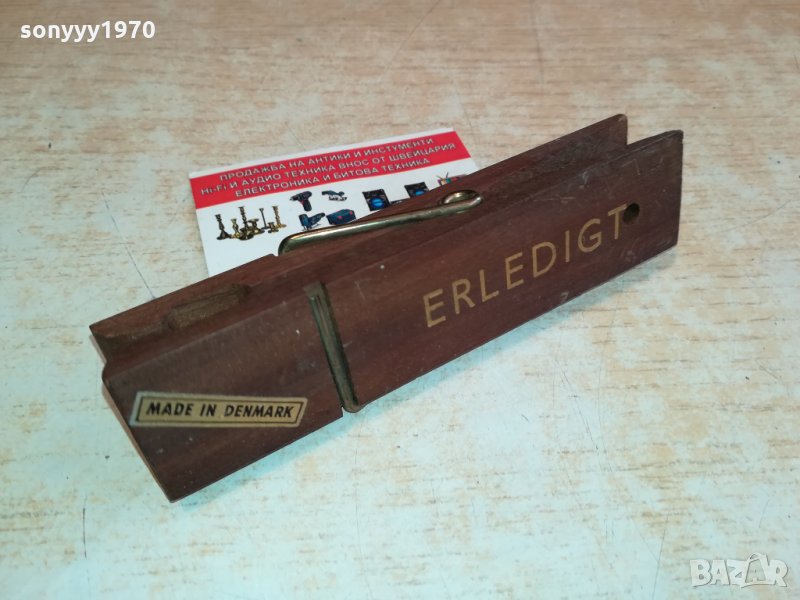 sonyyy1970
ПРОДАЖБА НА АНТИКИ И ИНСТУМЕНТИ
Hi-Fi И АУДИО ТЕХНИКА ВНОС ОТ ШВЕЙЦАРИЯ
ЕЛЕКТРОНИКА И БИТОВА ТЕХНИКА
ERLEDIGT
MADE IN DENMARK
BAZAR